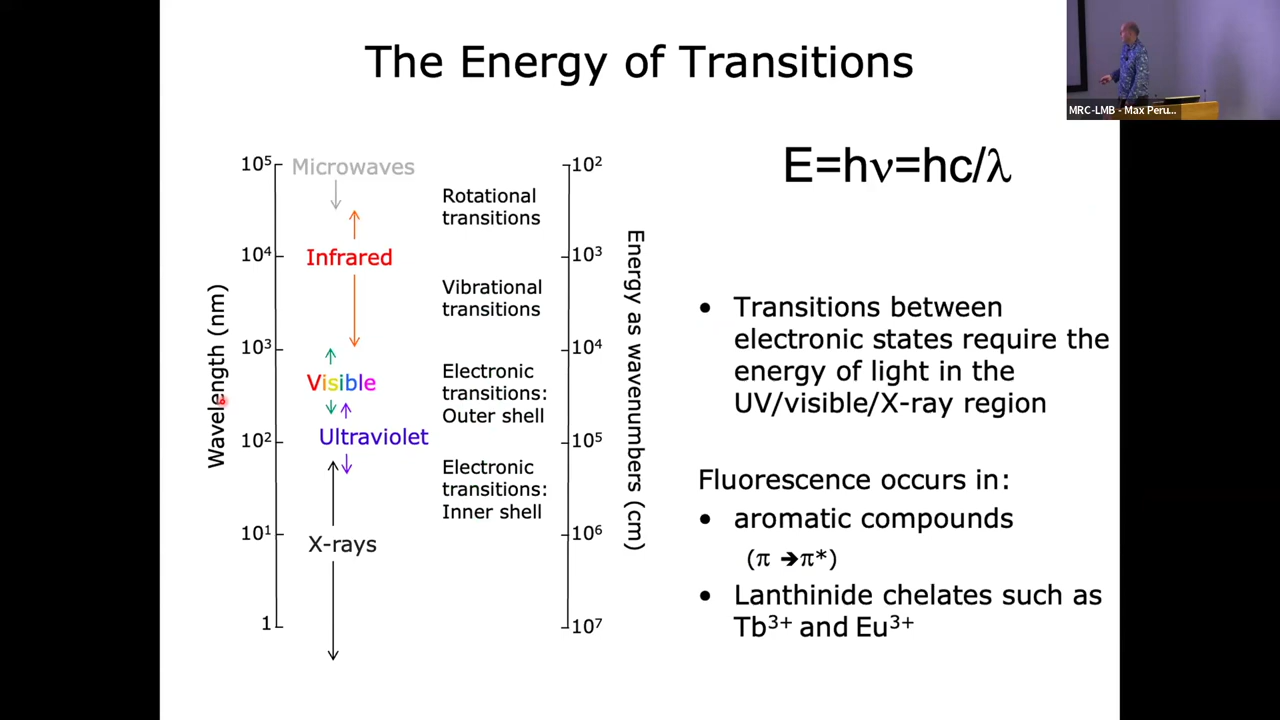 The Energy of Transitions
MRC-LMB - Max Peru...
E=hν=hc/λ
Wavelength (nm)
10⁵
10⁴
10³
10²
10¹
1
Microwaves
Infrared
Visible
Ultraviolet
X-rays
Rotational
transitions
Vibrational
transitions
Electronic
transitions:
Outer shell
Electronic
transitions:
Inner shell
10²
10³
10⁴
10⁵
10⁶
10⁷
Energy as wavenumbers (cm)
• Transitions between
electronic states require the
energy of light in the
UV/visible/X-ray region
Fluorescence occurs in:
• aromatic compounds
(π ➔π*)
• Lanthinide chelates such as
Tb³⁺ and Eu³⁺